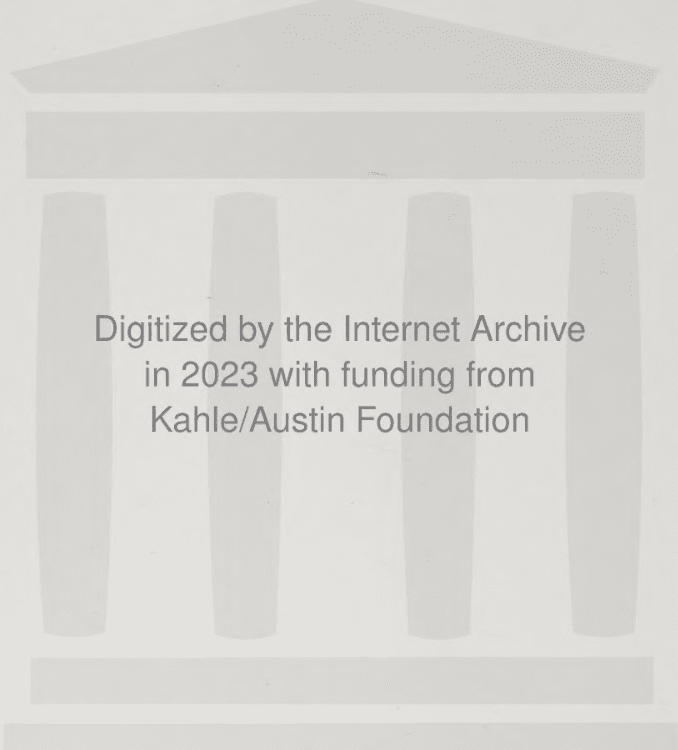 Digitized by the Internet Archive
in 2023 with funding from
Kahle/Austin Foundation